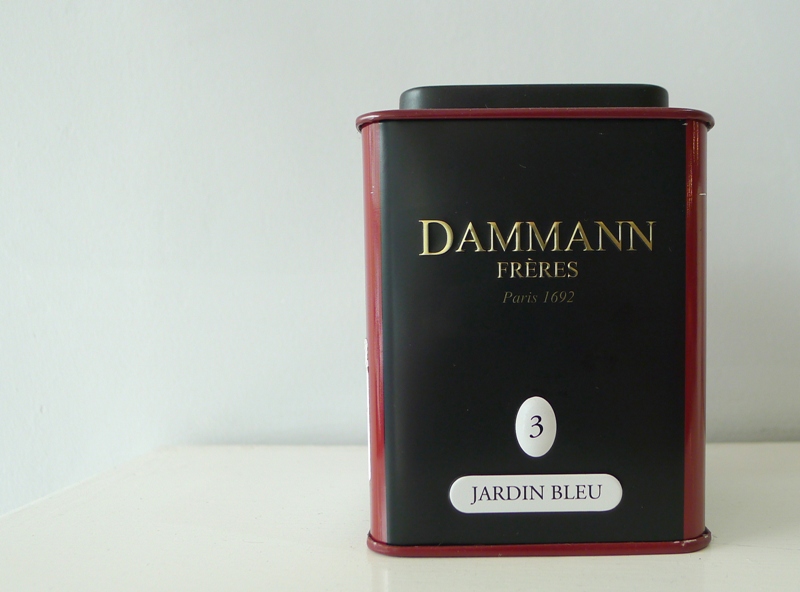 DAMMANN
FRÈRES
Paris 1692
3
JARDIN BLEU